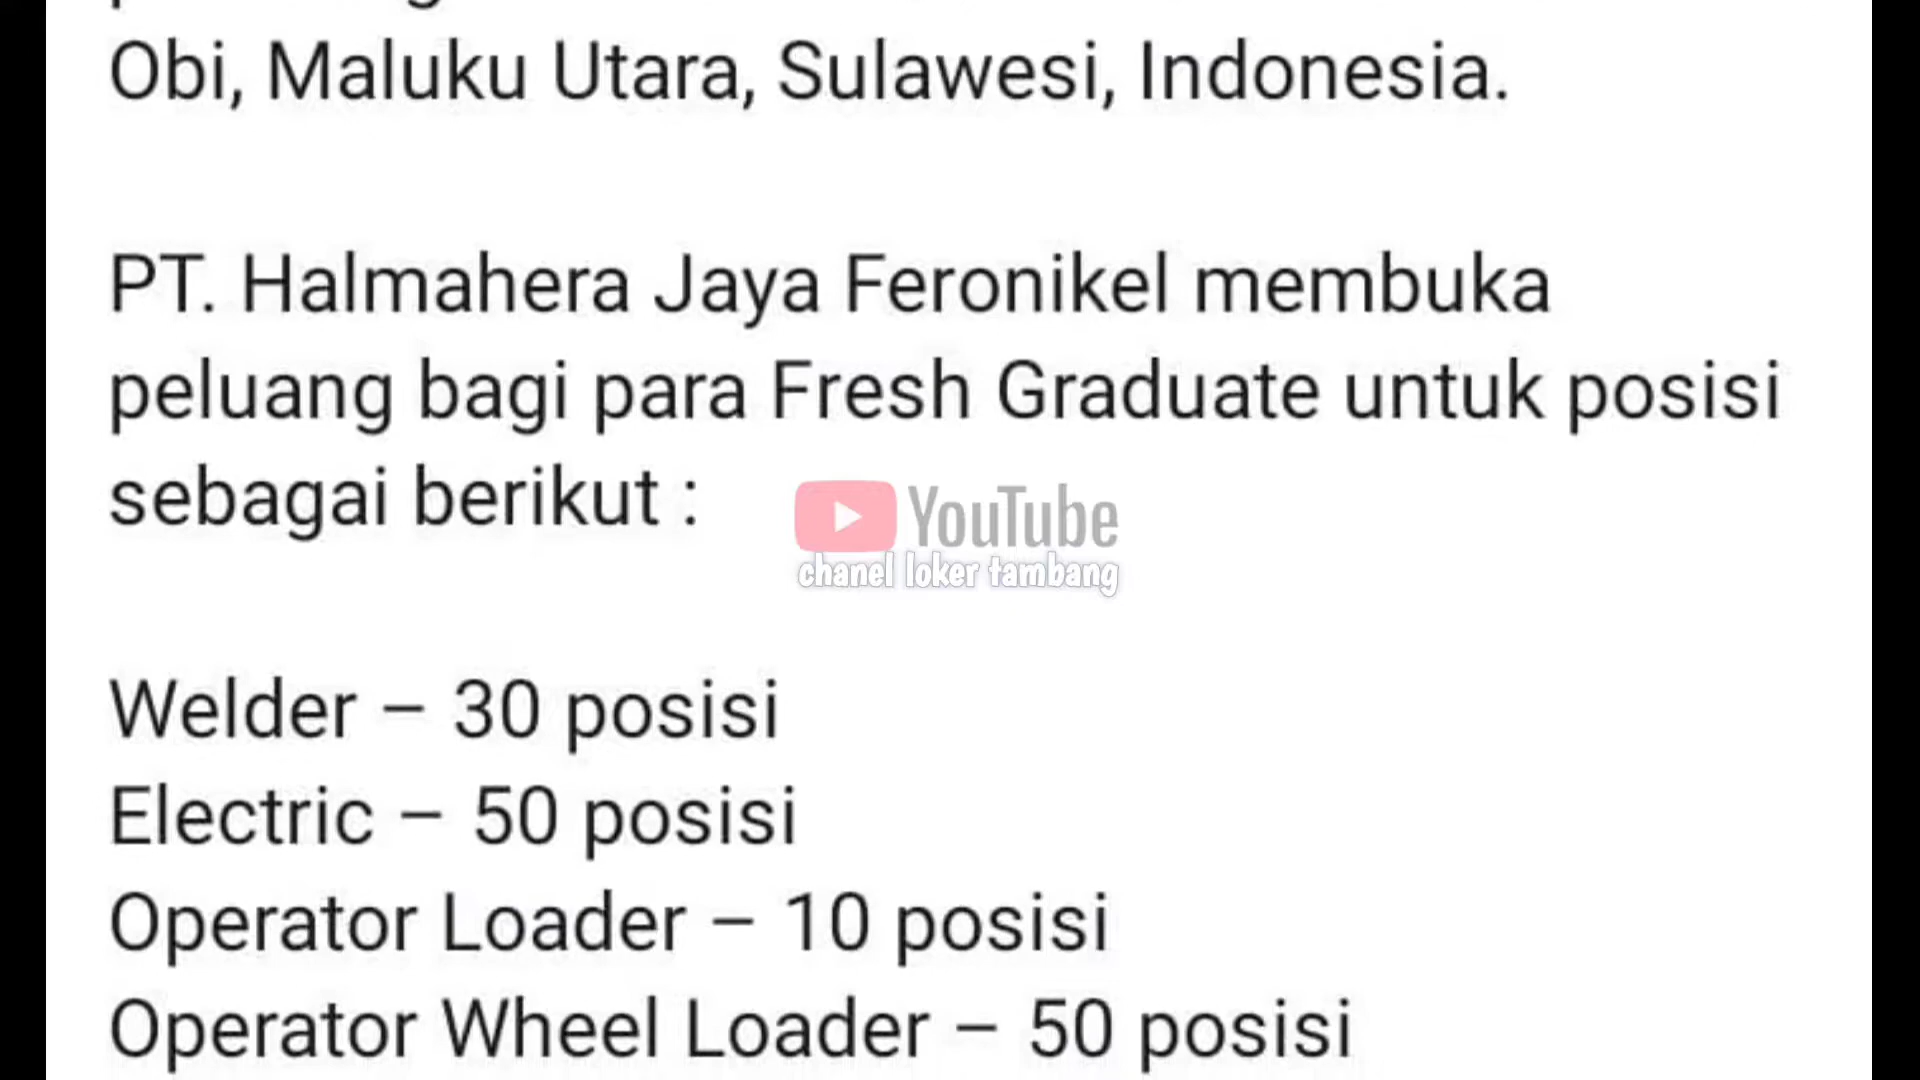 Obi, Maluku Utara, Sulawesi, Indonesia.
PT. Halmahera Jaya Feronikel membuka
peluang bagi para Fresh Graduate untuk posisi
sebagai berikut :
YouTube
chanel loker tambang
Welder – 30 posisi
Electric – 50 posisi
Operator Loader – 10 posisi
Operator Wheel Loader – 50 posisi